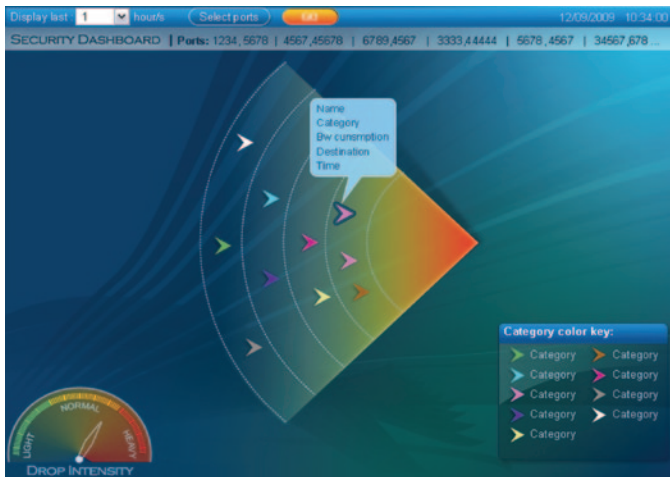 Display last : 1 hour/s Select ports Exit 12/09/2009 10:34:00
SECURITY DASHBOARD | Ports: 1234, 5678 | 4567,45678 | 6789,4567 | 3333,44444 | 5678 ,4567 | 34567,678 ...
Name
Category
Bw cunsmption
Destination
Time
Category color key:
Category Category
Category Category
Category Category
Category Category
Category
LIGHT NORMAL HEAVY
DROP INTENSITY